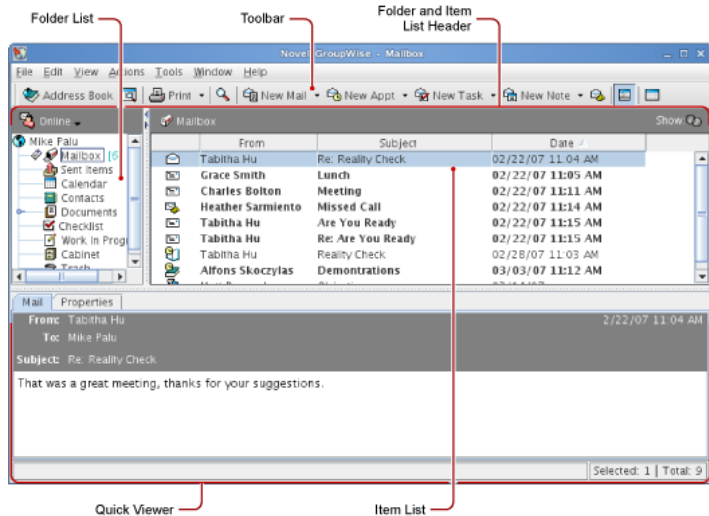 Folder List
Toolbar
Folder and Item
List Header
Novell GroupWise - Mailbox
File Edit View Actions Tools Window Help
Address Book Print New Mail New Appt New Task New Note
Online
Mailbox
Show:
Mike Palu
Mailbox [6
Sent Items
Calendar
Contacts
Documents
Checklist
Work In Progr
Cabinet
Trash
From Subject Date
Tabitha Hu Re: Reality Check 02/22/07 11:04 AM
Grace Smith Lunch 02/22/07 11:05 AM
Charles Bolton Meeting 02/22/07 11:11 AM
Heather Sarmiento Missed Call 02/22/07 11:14 AM
Tabitha Hu Are You Ready 02/22/07 11:15 AM
Tabitha Hu Re: Are You Ready 02/22/07 11:15 AM
Tabitha Hu Reality Check 02/28/07 11:03 AM
Alfons Skoczylas Demontrations 03/03/07 11:12 AM
Mail Properties
From: Tabitha Hu 2/22/07 11:04 AM
To: Mike Palu
Subject: Re: Reality Check
That was a great meeting, thanks for your suggestions.
Selected: 1 Total: 9
Quick Viewer
Item List